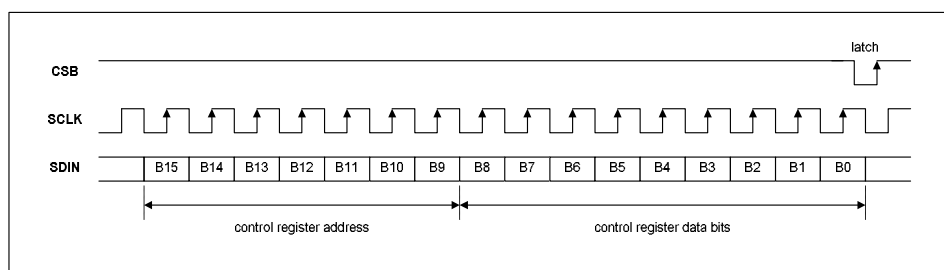 latch
CSB
SCLK
SDIN B15 B14 B13 B12 B11 B10 B9 B8 B7 B6 B5 B4 B3 B2 B1 B0
control register address control register data bits